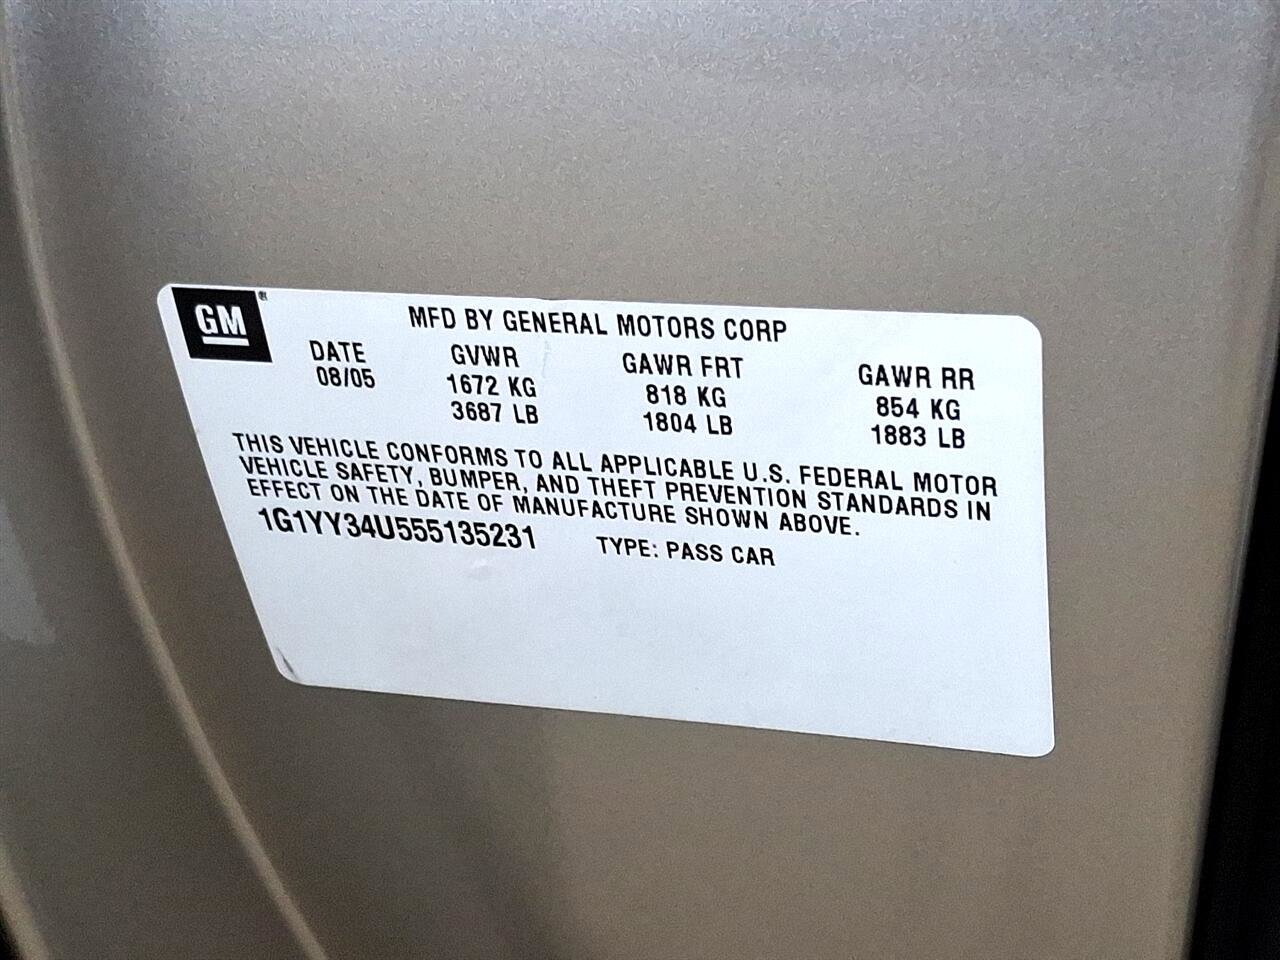 GM®
MFD BY GENERAL MOTORS CORP
DATE GVWR GAWR FRT GAWR RR
08/05 1672 KG 818 KG 854 KG
3687 LB 1804 LB 1883 LB
THIS VEHICLE CONFORMS TO ALL APPLICABLE U.S. FEDERAL MOTOR
VEHICLE SAFETY, BUMPER, AND THEFT PREVENTION STANDARDS IN
EFFECT ON THE DATE OF MANUFACTURE SHOWN ABOVE.
1G1YY34U555135231 TYPE: PASS CAR